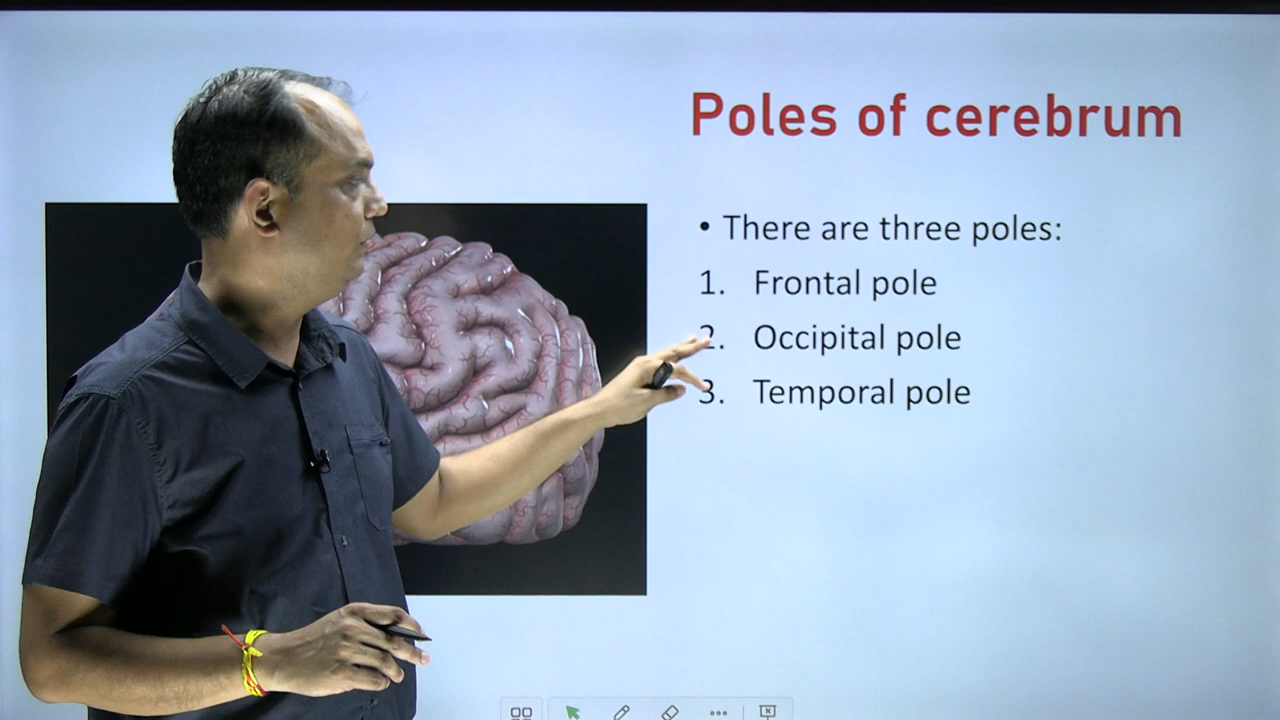 Poles of cerebrum
• There are three poles:
1. Frontal pole
2. Occipital pole
3. Temporal pole